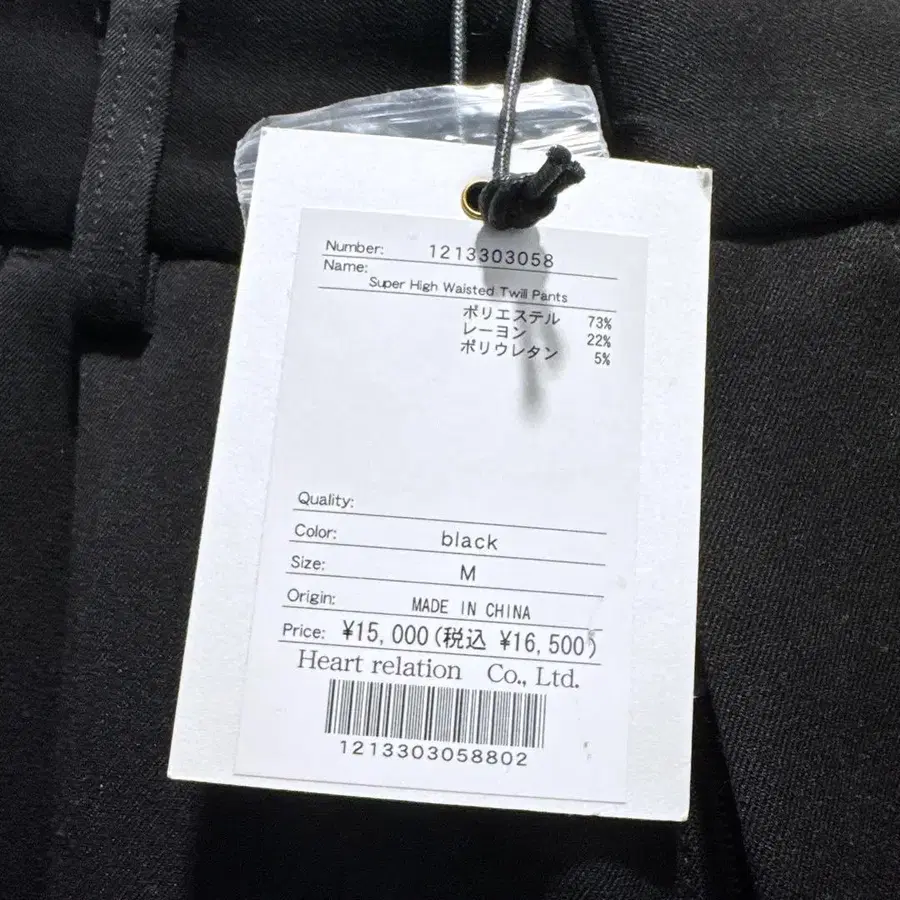 Number: 1213303058
Name:
Super High Waisted Twill Pants
ポリエステル 73%
レーヨン 22%
ポリウレタン 5%
Quality:
Color: black
Size: M
Origin: MADE IN CHINA
Price: ¥15,000(税込 ¥16,500)
Heart relation Co., Ltd.
1213303058802